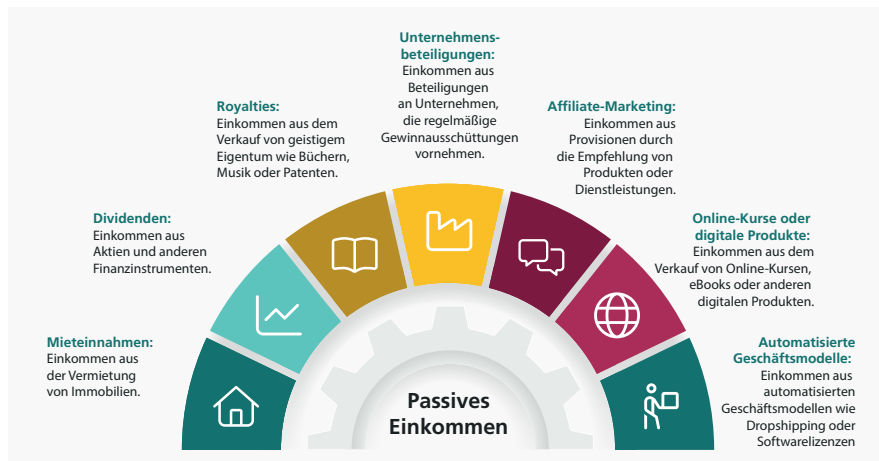 Mieteinnahmen:
Einkommen aus
der Vermietung
von Immobilien.
Dividenden:
Einkommen aus
Aktien und anderen
Finanzinstrumenten.
Royalties:
Einkommen aus dem
Verkauf von geistigem
Eigentum wie Büchern,
Musik oder Patenten.
Unternehmens-
beteiligungen:
Einkommen aus
Beteiligungen
an Unternehmen,
die regelmäßige
Gewinnausschüttungen
vornehmen.
Affiliate-Marketing:
Einkommen aus
Provisionen durch
die Empfehlung von
Produkten oder
Dienstleistungen.
Online-Kurse oder
digitale Produkte:
Einkommen aus dem
Verkauf von Online-Kursen,
eBooks oder anderen
digitalen Produkten.
Automatisierte
Geschäftsmodelle:
Einkommen aus
automatisierten
Geschäftsmodellen wie
Dropshipping oder
Softwarelizenzen
Passives
Einkommen